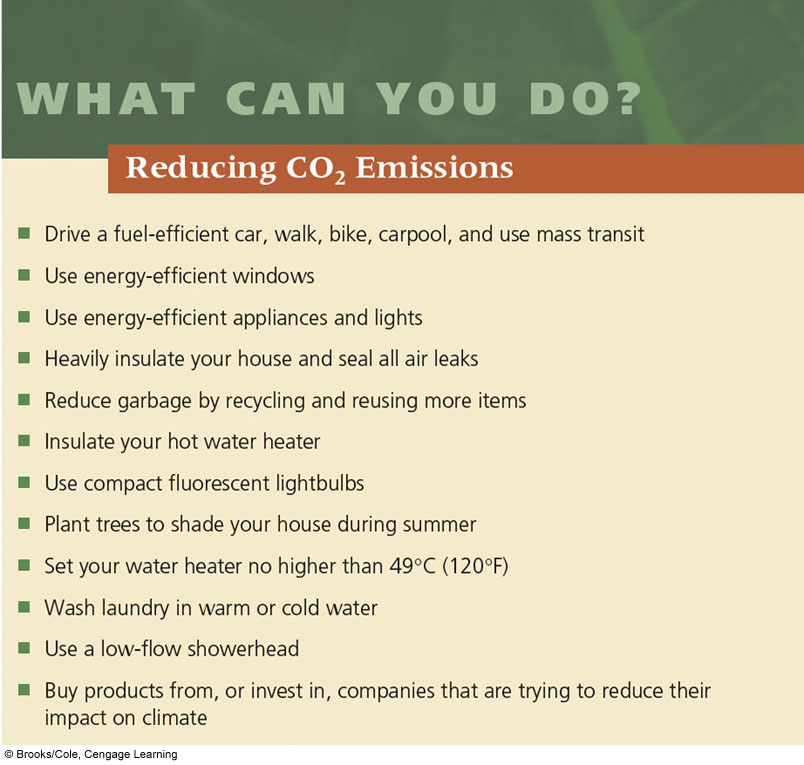 WHAT CAN YOU DO?
Reducing CO₂ Emissions
■ Drive a fuel-efficient car, walk, bike, carpool, and use mass transit
■ Use energy-efficient windows
■ Use energy-efficient appliances and lights
■ Heavily insulate your house and seal all air leaks
■ Reduce garbage by recycling and reusing more items
■ Insulate your hot water heater
■ Use compact fluorescent lightbulbs
■ Plant trees to shade your house during summer
■ Set your water heater no higher than 49°C (120°F)
■ Wash laundry in warm or cold water
■ Use a low-flow showerhead
■ Buy products from, or invest in, companies that are trying to reduce their
impact on climate
© Brooks/Cole, Cengage Learning